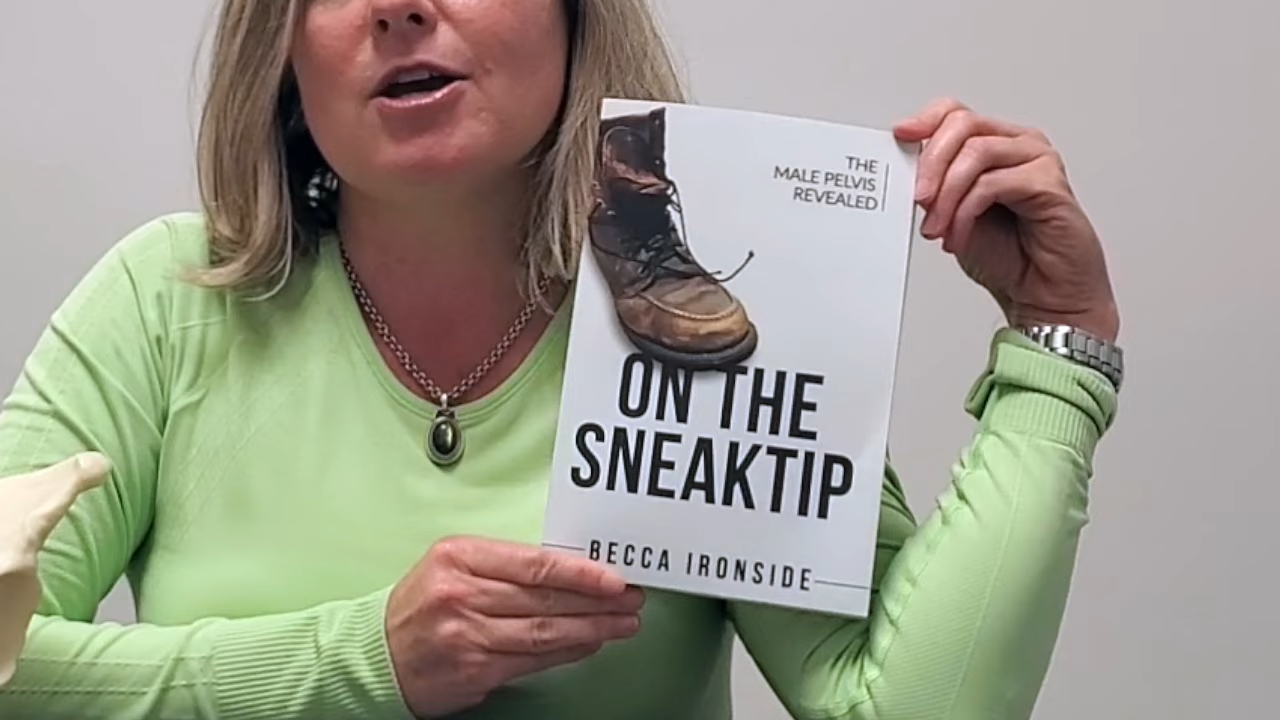 THE
MALE PELVIS
REVEALED
ON THE
SNEAKTIP
BECCA IRONSIDE